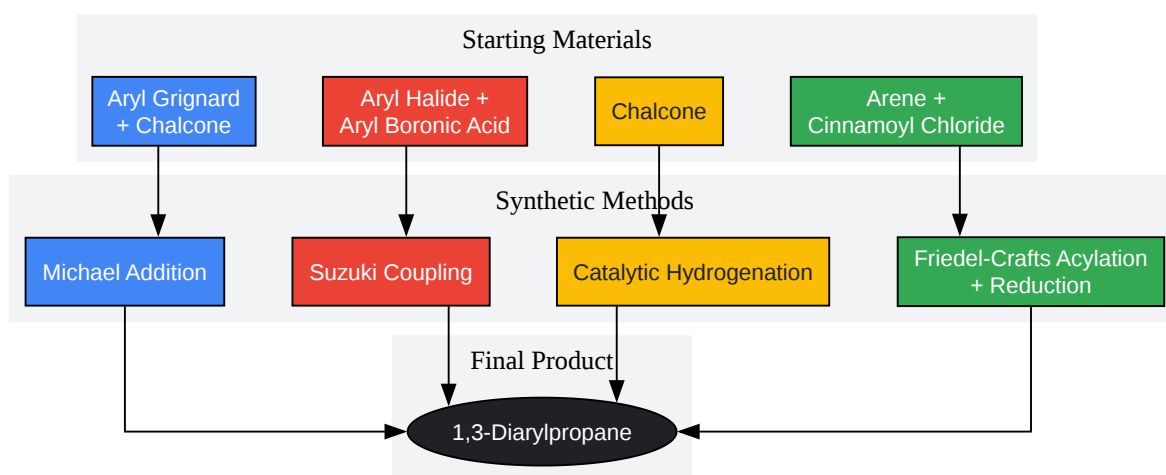 Starting Materials
Aryl Grignard
+ Chalcone
Aryl Halide +
Aryl Boronic Acid
Chalcone
Arene +
Cinnamoyl Chloride
Synthetic Methods
Michael Addition
Suzuki Coupling
Catalytic Hydrogenation
Friedel-Crafts Acylation
+ Reduction
Final Product
1,3-Diarylpropane